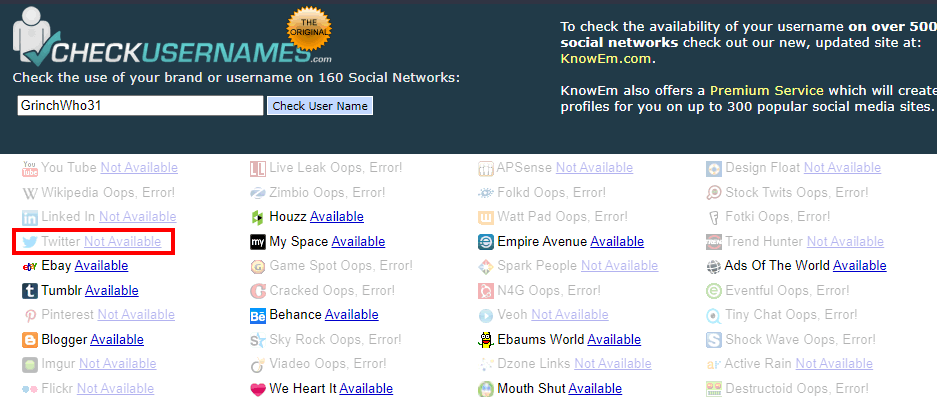 THE ORIGINAL
CHECKUSERNAMES.com
Check the use of your brand or username on 160 Social Networks:
GrinchWho31 Check User Name
To check the availability of your username on over 500
social networks check out our new, updated site at:
KnowEm.com.
KnowEm also offers a Premium Service which will create
profiles for you on up to 300 popular social media sites.
You Tube Not Available Live Leak Oops, Error! APSense Not Available Design Float Not Available
Wikipedia Oops, Error! Zimbio Oops, Error! Folkd Oops, Error! Stock Twits Oops, Error!
Linked In Not Available Houzz Available Watt Pad Oops, Error! Fotki Oops, Error!
Twitter Not Available My Space Available Empire Avenue Available Trend Hunter Not Available
Ebay Available Game Spot Oops, Error! Spark People Not Available Ads Of The World Available
Tumblr Available Cracked Oops, Error! N4G Oops, Error! Eventful Oops, Error!
Pinterest Not Available Behance Available Veoh Not Available Tiny Chat Oops, Error!
Blogger Available Sky Rock Oops, Error! Ebaums World Available Shock Wave Oops, Error!
Imgur Not Available Viadeo Oops, Error! Dzone Links Not Available Active Rain Not Available
Flickr Not Available We Heart It Available Mouth Shut Available Destructoid Oops, Error!